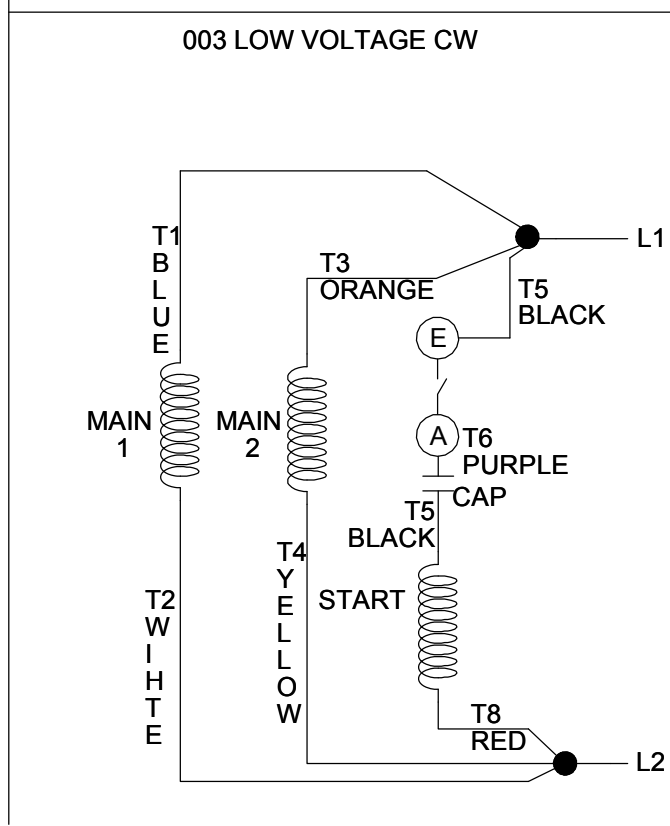 003 LOW VOLTAGE CW
T1
B
L
U
E
T3
ORANGE
L1
T5
BLACK
E
MAIN
1
MAIN
2
A
T6
PURPLE
CAP
T5
BLACK
T4
Y
E
L
L
O
W
START
T2
W
I
H
T
E
T8
RED
L2